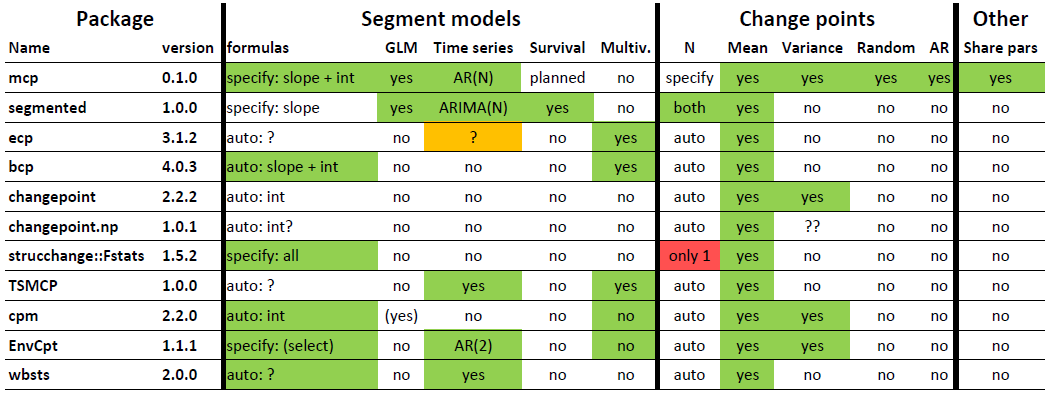 Package Segment models Change points Other
Name version formulas GLM Time series Survival Multiv. N Mean Variance Random AR Share pars
mcp 0.1.0 specify: slope + int yes AR(N) planned no specify yes yes yes yes yes
segmented 1.0.0 specify: slope yes ARIMA(N) yes no both yes no no no no
ecp 3.1.2 auto: ? no ? no yes auto yes no no no no
bcp 4.0.3 auto: slope + int no no no yes auto yes no no no no
changepoint 2.2.2 auto: int no no no no auto yes yes no no no
changepoint.np 1.0.1 auto: int? no no no no auto yes ?? no no no
strucchange::Fstats 1.5.2 specify: all no no no no only 1 yes no no no no
TSMCP 1.0.0 auto: ? no yes no yes auto yes no no no no
cpm 2.2.0 auto: int (yes) no no no auto yes yes no no no
EnvCpt 1.1.1 specify: (select) no AR(2) no no auto yes yes no no no
wbsts 2.0.0 auto: ? no yes no no auto yes no no no no